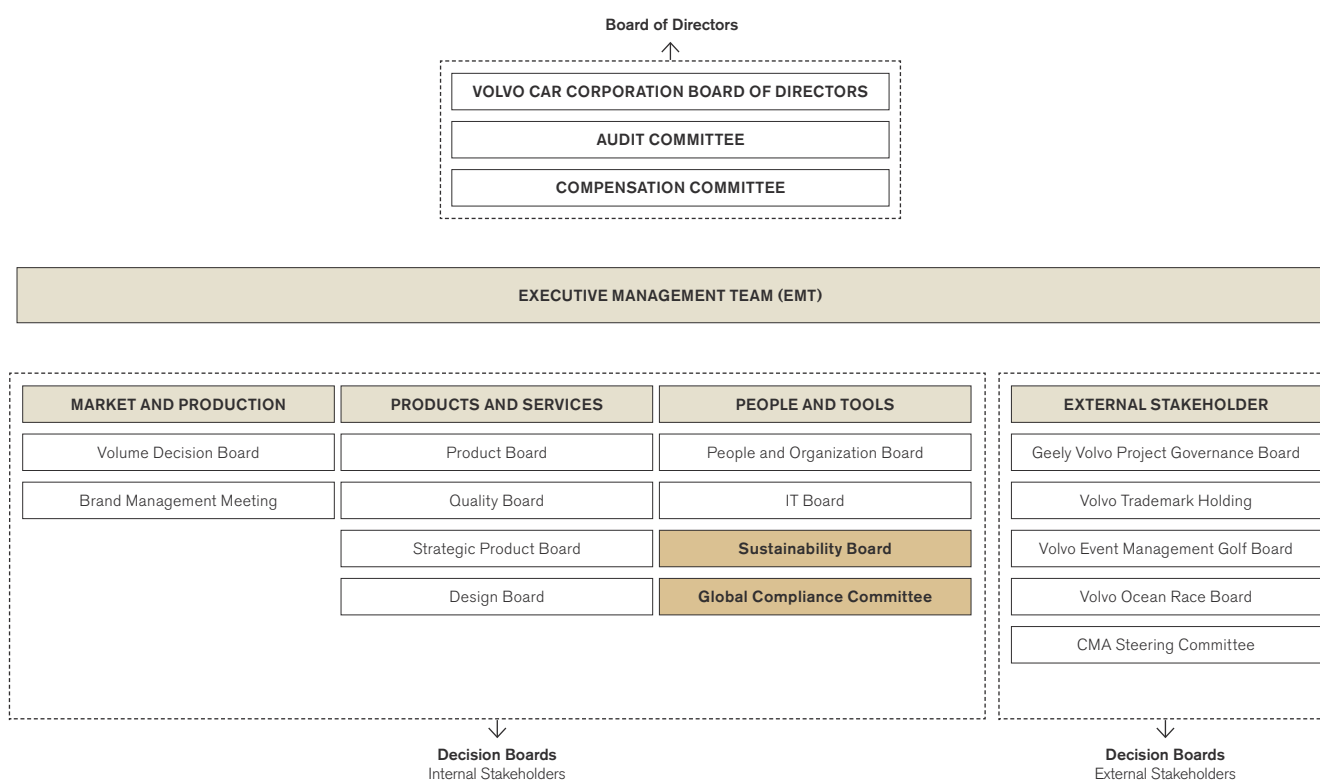 Board of Directors
VOLVO CAR CORPORATION BOARD OF DIRECTORS
AUDIT COMMITTEE
COMPENSATION COMMITTEE
EXECUTIVE MANAGEMENT TEAM (EMT)
MARKET AND PRODUCTION
Volume Decision Board
Brand Management Meeting
PRODUCTS AND SERVICES
Product Board
Quality Board
Strategic Product Board
Design Board
PEOPLE AND TOOLS
People and Organization Board
IT Board
Sustainability Board
Global Compliance Committee
EXTERNAL STAKEHOLDER
Geely Volvo Project Governance Board
Volvo Trademark Holding
Volvo Event Management Golf Board
Volvo Ocean Race Board
CMA Steering Committee
Decision Boards
Internal Stakeholders
Decision Boards
External Stakeholders